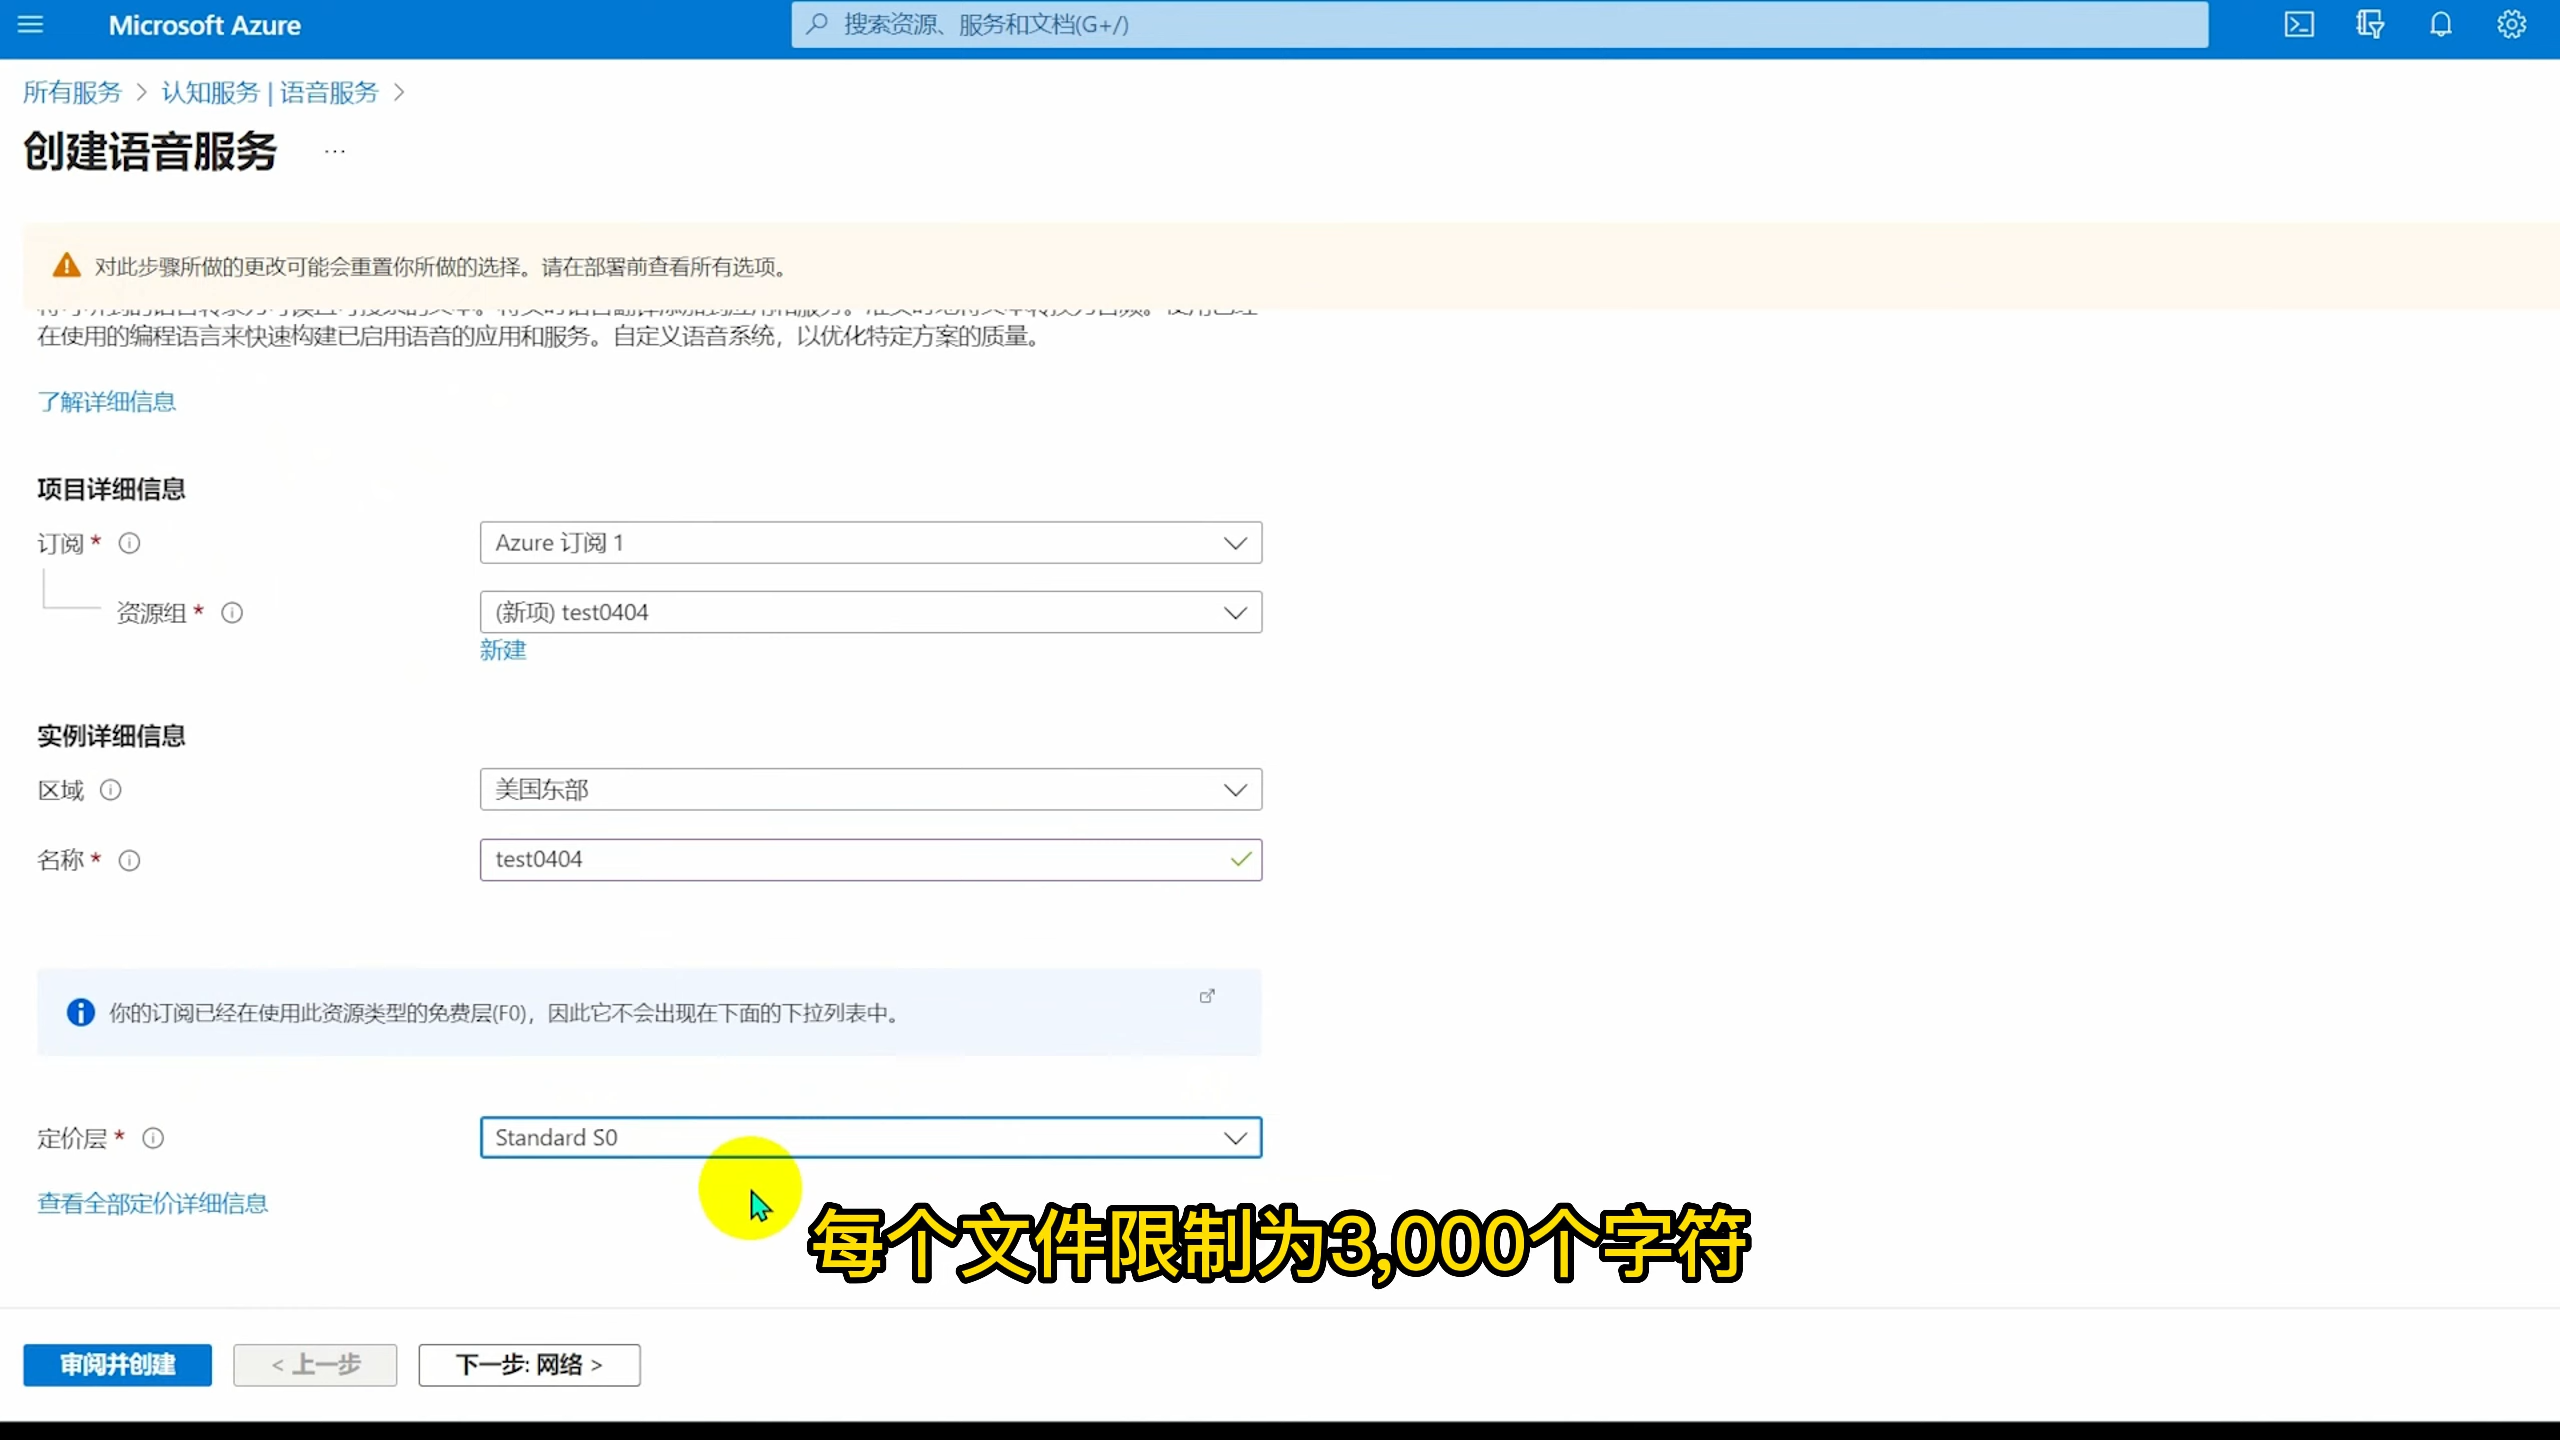 Microsoft Azure
搜索资源、服务和文档(G+/)
所有服务 > 认知服务 | 语音服务 >
创建语音服务 ...
对此步骤所做的更改可能会重置你所做的选择。请在部署前查看所有选项。
在使用的编程语言来快速构建已启用语音的应用和服务。自定义语音系统，以优化特定方案的质量。
了解详细信息
项目详细信息
订阅 *
Azure 订阅 1
资源组 *
(新项) test0404
新建
实例详细信息
区域
美国东部
名称 *
test0404
你的订阅已经在使用此资源类型的免费层(F0)，因此它不会出现在下面的下拉列表中。
定价层 *
Standard S0
查看全部定价详细信息
每个文件限制为3,000个字符
审阅并创建
< 上一步
下一步: 网络 >